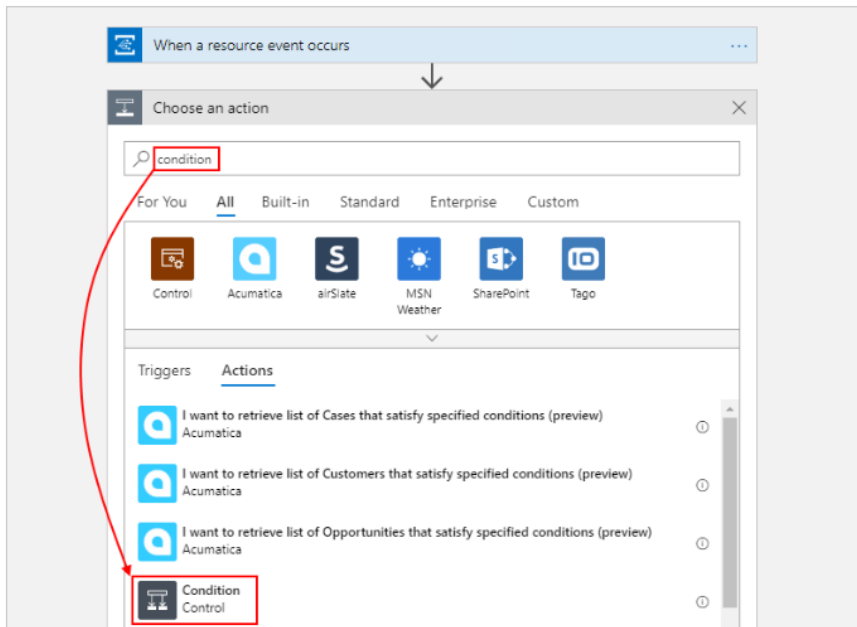 When a resource event occurs
Choose an action
condition
For You All Built-in Standard Enterprise Custom
Control Acumatica airSlate MSN Weather SharePoint Tago
Triggers Actions
I want to retrieve list of Cases that satisfy specified conditions (preview)
Acumatica
I want to retrieve list of Customers that satisfy specified conditions (preview)
Acumatica
I want to retrieve list of Opportunities that satisfy specified conditions (preview)
Acumatica
Condition
Control